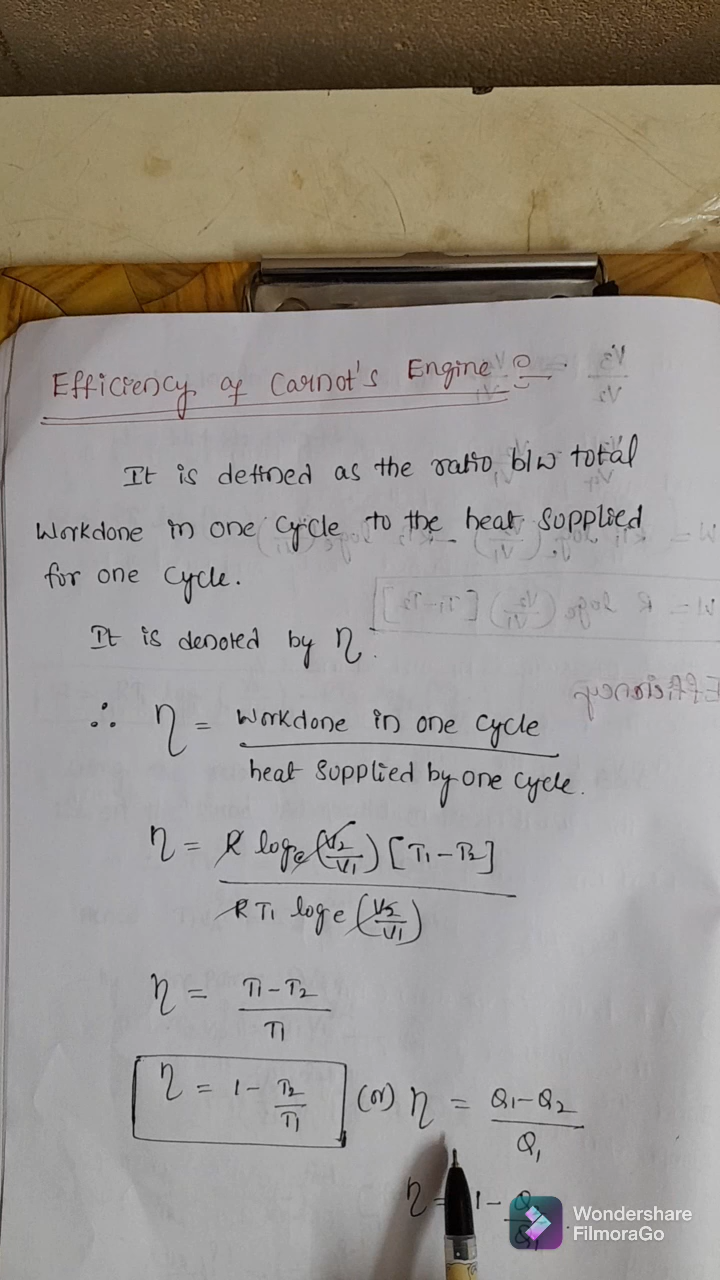 Efficiency of Carnot's Engine :-
It is defined as the ratio b/w total
Workdone in one cycle to the heat supplied
for one cycle.
It is denoted by η.
∴ η = Workdone in one cycle / heat supplied by one cycle.
η = R loge (V2/V1) [T1 - T2] / RT1 loge (V2/V1)
η = T1 - T2 / T1
η = 1 - T2/T1 (or) η = Q1 - Q2 / Q1
η = 1 -
Wondershare
FilmoraGo